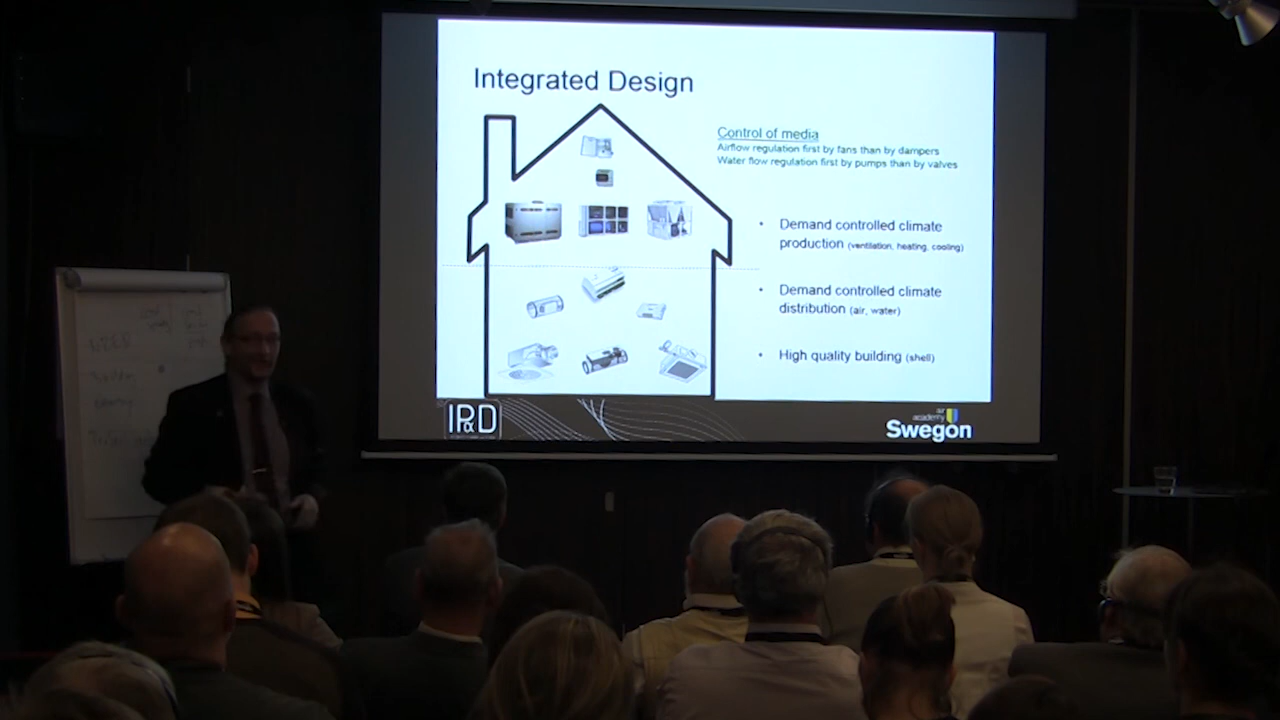 Integrated Design
Control of media
Airflow regulation first by fans than by dampers
Water flow regulation first by pumps than by valves
• Demand controlled climate
production (ventilation, heating, cooling)
• Demand controlled climate
distribution (air, water)
• High quality building (shell)
IR&D
air
academy
Swegon